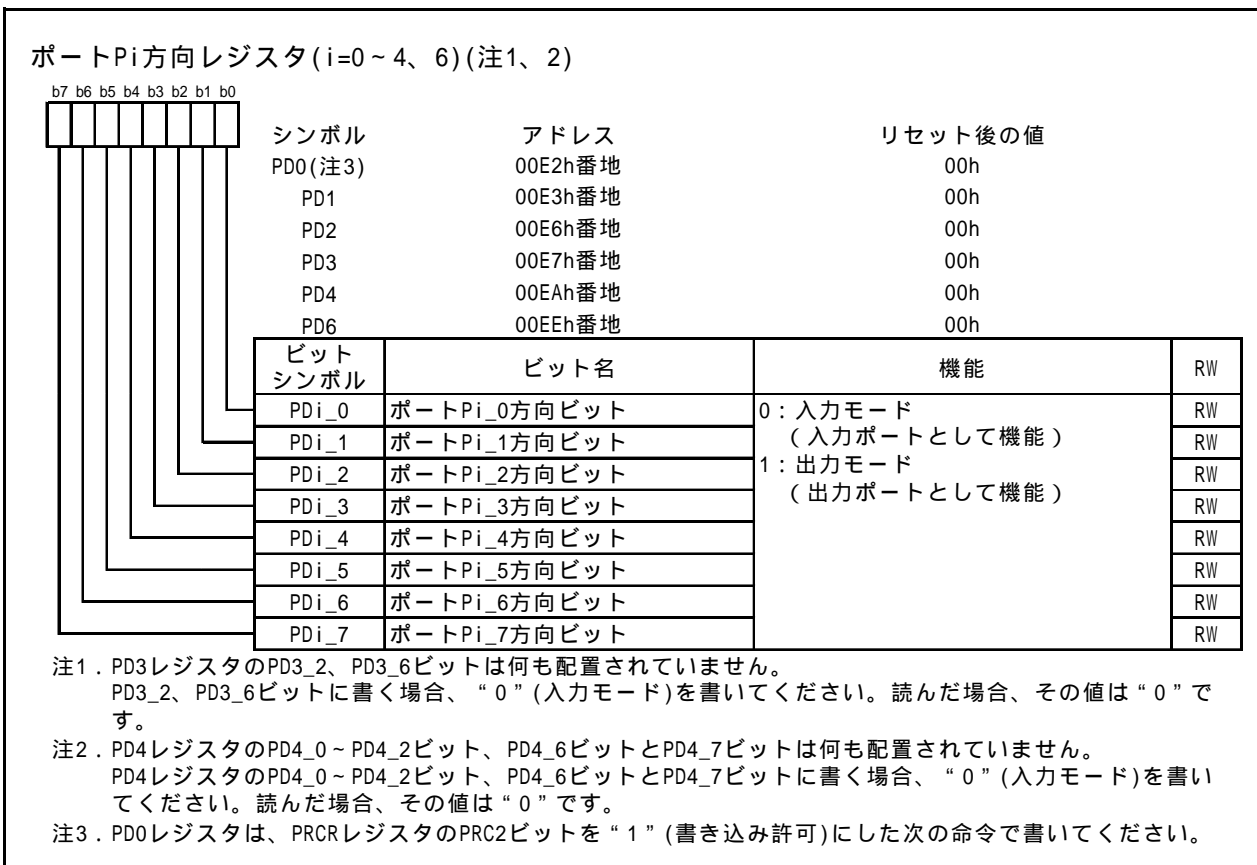 ポートPi方向レジスタ(i=0~4、6)(注1、2)
b7 b6 b5 b4 b3 b2 b1 b0
シンボル アドレス リセット後の値
PD0(注3) 00E2h番地 00h
PD1 00E3h番地 00h
PD2 00E6h番地 00h
PD3 00E7h番地 00h
PD4 00EAh番地 00h
PD6 00EEh番地 00h
ビット
シンボル ビット名 機能 RW
PDi_0 ポートPi_0方向ビット 0:入力モード RW
PDi_1 ポートPi_1方向ビット (入力ポートとして機能) RW
PDi_2 ポートPi_2方向ビット 1:出力モード RW
PDi_3 ポートPi_3方向ビット (出力ポートとして機能) RW
PDi_4 ポートPi_4方向ビット RW
PDi_5 ポートPi_5方向ビット RW
PDi_6 ポートPi_6方向ビット RW
PDi_7 ポートPi_7方向ビット RW
注1.PD3レジスタのPD3_2、PD3_6ビットは何も配置されていません。
PD3_2、PD3_6ビットに書く場合、“0”(入力モード)を書いてください。読んだ場合、その値は“0”で
す。
注2.PD4レジスタのPD4_0~PD4_2ビット、PD4_6ビットとPD4_7ビットは何も配置されていません。
PD4レジスタのPD4_0~PD4_2ビット、PD4_6ビットとPD4_7ビットに書く場合、“0”(入力モード)を書い
てください。読んだ場合、その値は“0”です。
注3.PD0レジスタは、PRCRレジスタのPRC2ビットを“1”(書き込み許可)にした次の命令で書いてください。